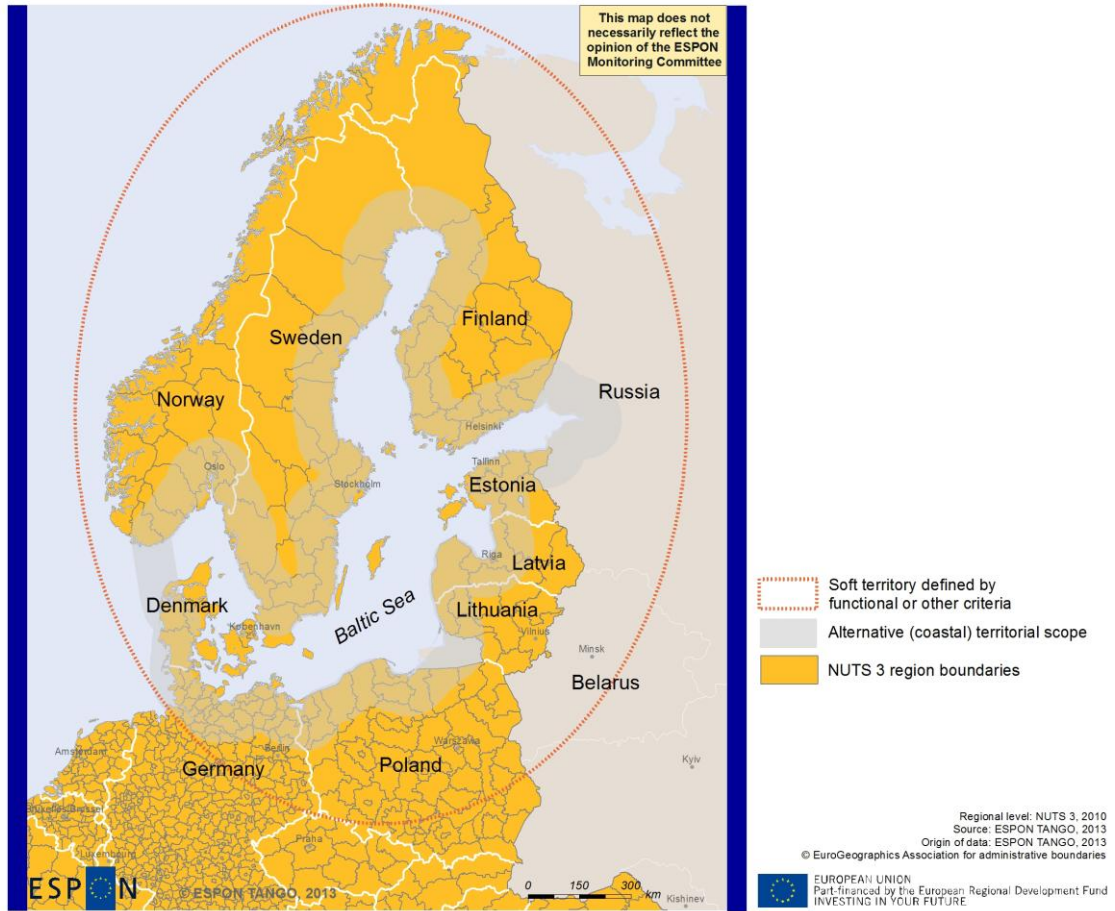 This map does not
necessarily reflect the
opinion of the ESPON
Monitoring Committee
Finland
Sweden
Russia
Norway
Helsinki
Oslo
Tallinn
Stockholm
Estonia
Riga
Latvia
Denmark
Lithuania
København
Baltic Sea
Vilnius
Minsk
Belarus
Amsterdam
Berlin
Warszawa
Germany
Poland
Kyiv
Praha
Luxembourg
Kishinev
ESPON
© ESPON TANGO, 2013
0 150 300
km
Soft territory defined by
functional or other criteria
Alternative (coastal) territorial scope
NUTS 3 region boundaries
Regional level: NUTS 3, 2010
Source: ESPON TANGO, 2013
Origin of data: ESPON TANGO, 2013
© EuroGeographics Association for administrative boundaries
EUROPEAN UNION
Part-financed by the European Regional Development Fund
INVESTING IN YOUR FUTURE